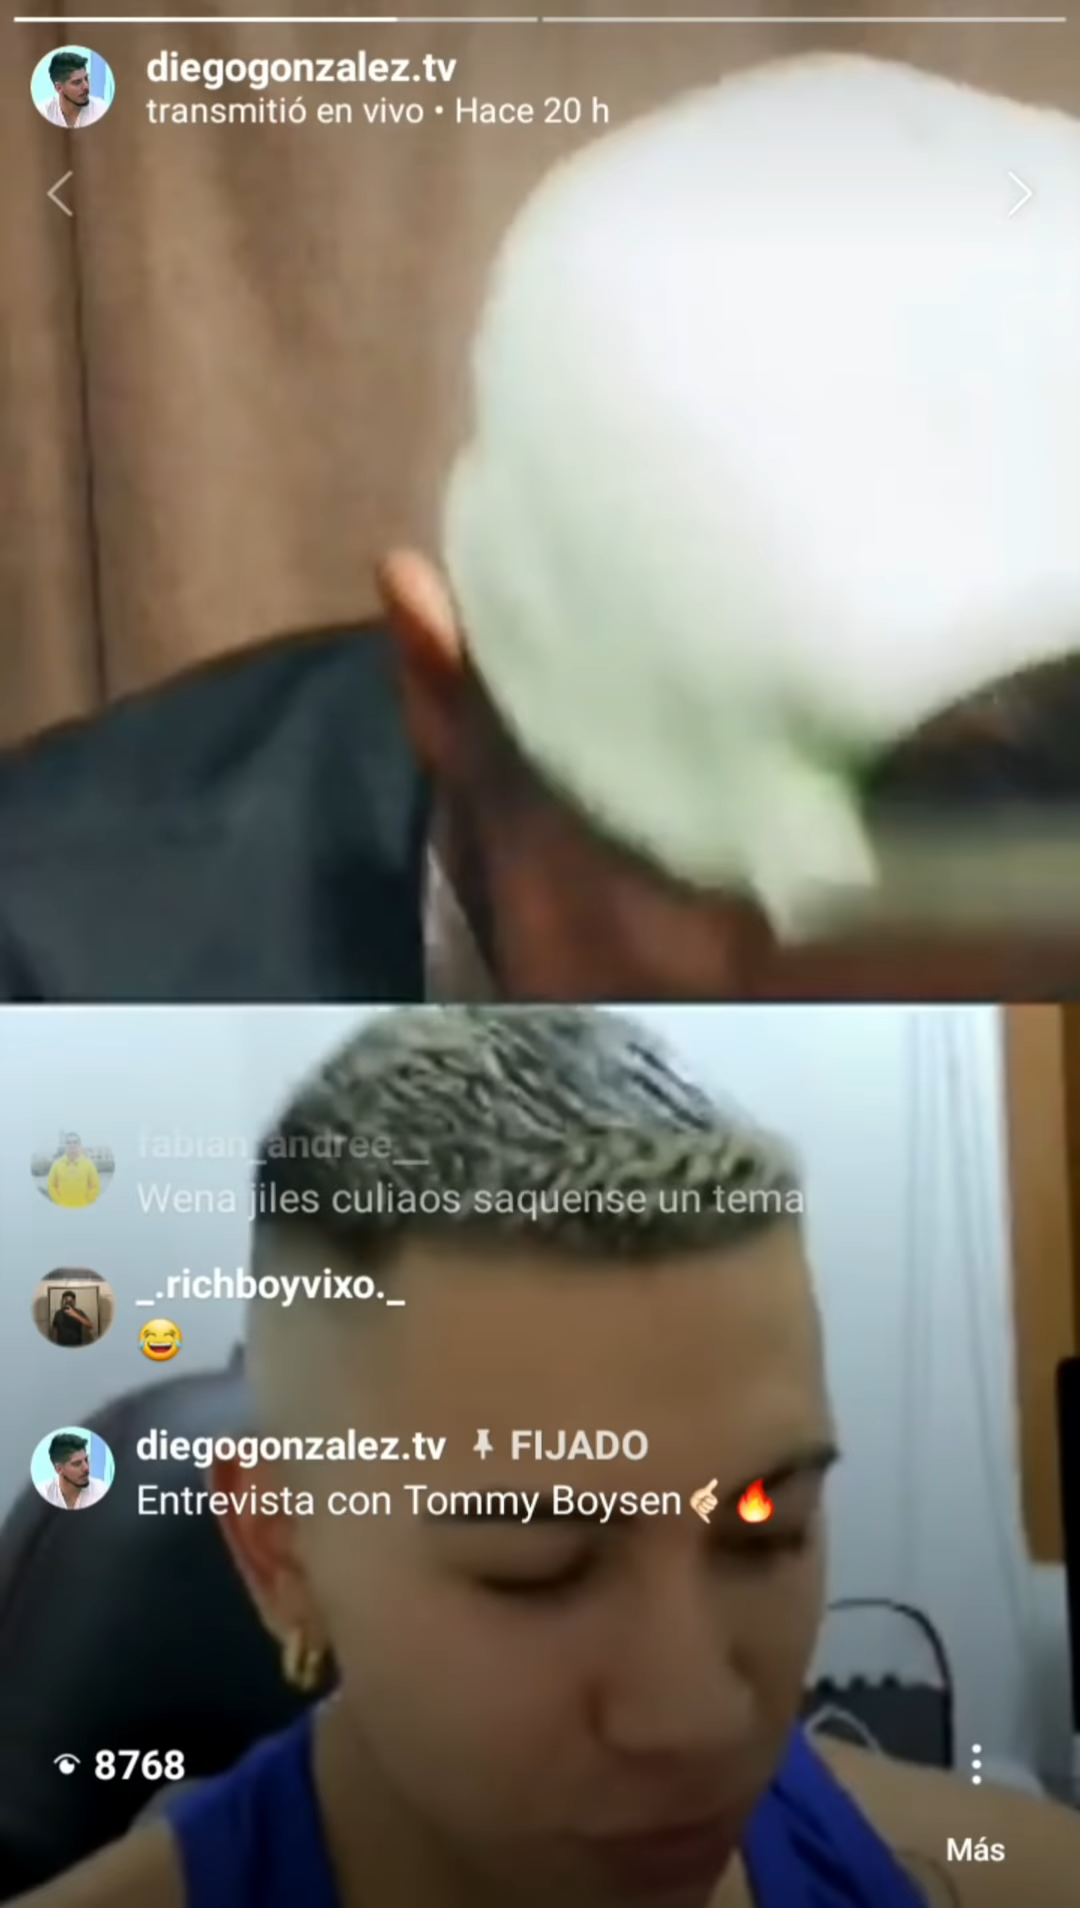 diegogonzalez.tv
transmitió en vivo • Hace 20 h
fabian_andree__
Wena jiles culiaos saquense un tema
_.richboyvixo._
😂
diegogonzalez.tv FIJADO
Entrevista con Tommy Boysen🤙🏻🔥
8768
Más